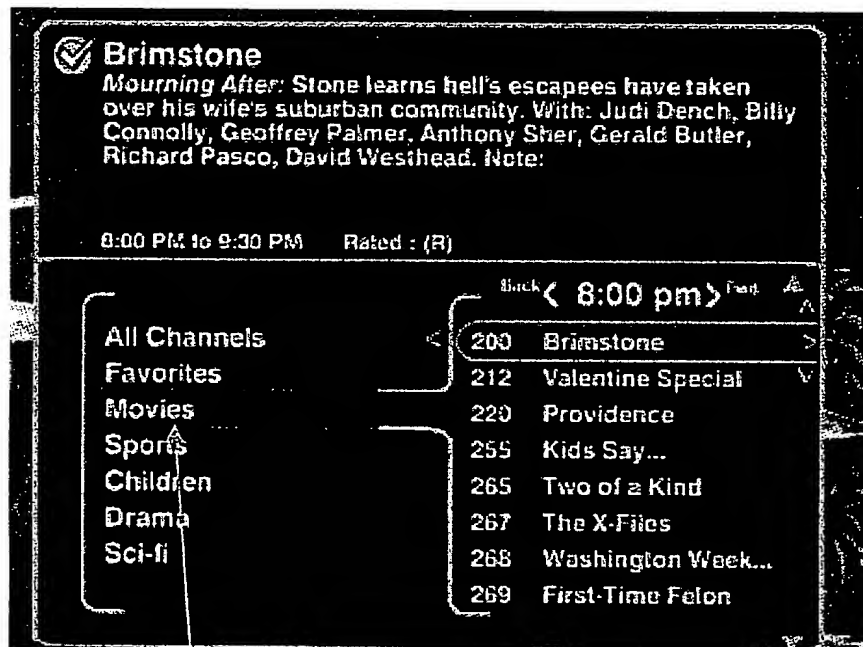 Brimstone
Mourning After: Stone learns hell's escapees have taken
over his wife's suburban community. With: Judi Dench, Billy
Connolly, Geoffrey Palmer, Anthony Sher, Gerald Butler,
Richard Pasco, David Westhead. Note:
8:00 PM to 9:30 PM Rated : (R)
Back < 8:00 pm >
All Channels
Favorites
Movies
Sports
Children
Drama
Sci-fi
200 Brimstone
212 Valentine Special
220 Providence
255 Kids Say...
265 Two of a Kind
267 The X-Files
268 Washington Week...
269 First-Time Felon